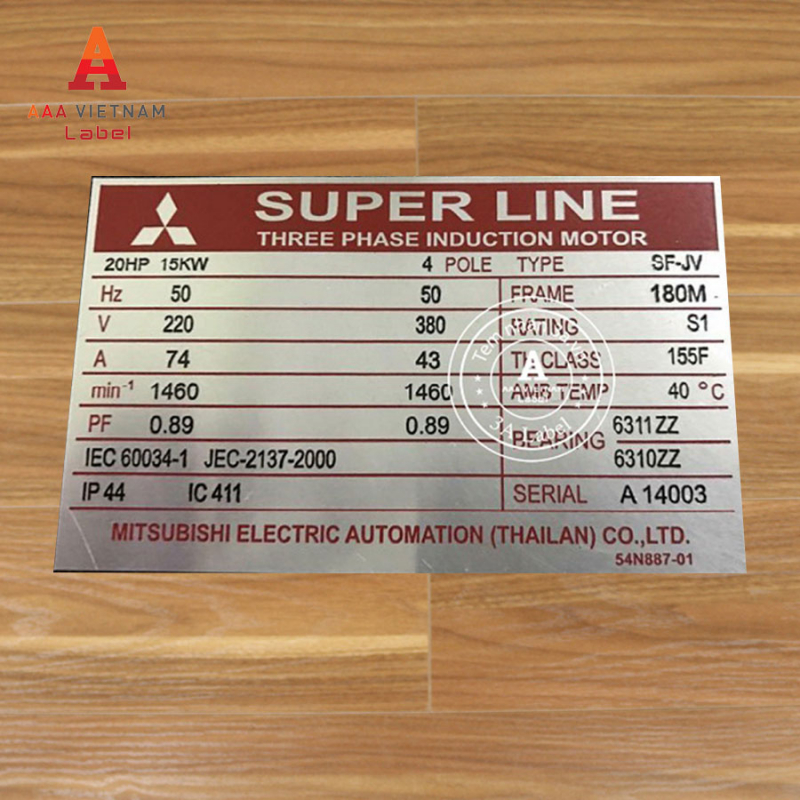 A
AAA VIETNAM
Label
SUPER LINE
THREE PHASE INDUCTION MOTOR
20HP 15KW 4 POLE TYPE SF-JV
Hz 50 50 FRAME 180M
V 220 380 RATING S1
A 74 43 TH CLASS 155F
min-1 1460 1460 AMB TEMP 40 °C
PF 0.89 0.89 BEARING 6311ZZ
6310ZZ
IEC 60034-1 JEC-2137-2000
IP 44 IC 411 SERIAL A 14003
MITSUBISHI ELECTRIC AUTOMATION (THAILAN) CO.,LTD.
54N887-01
A
Label
3A Label